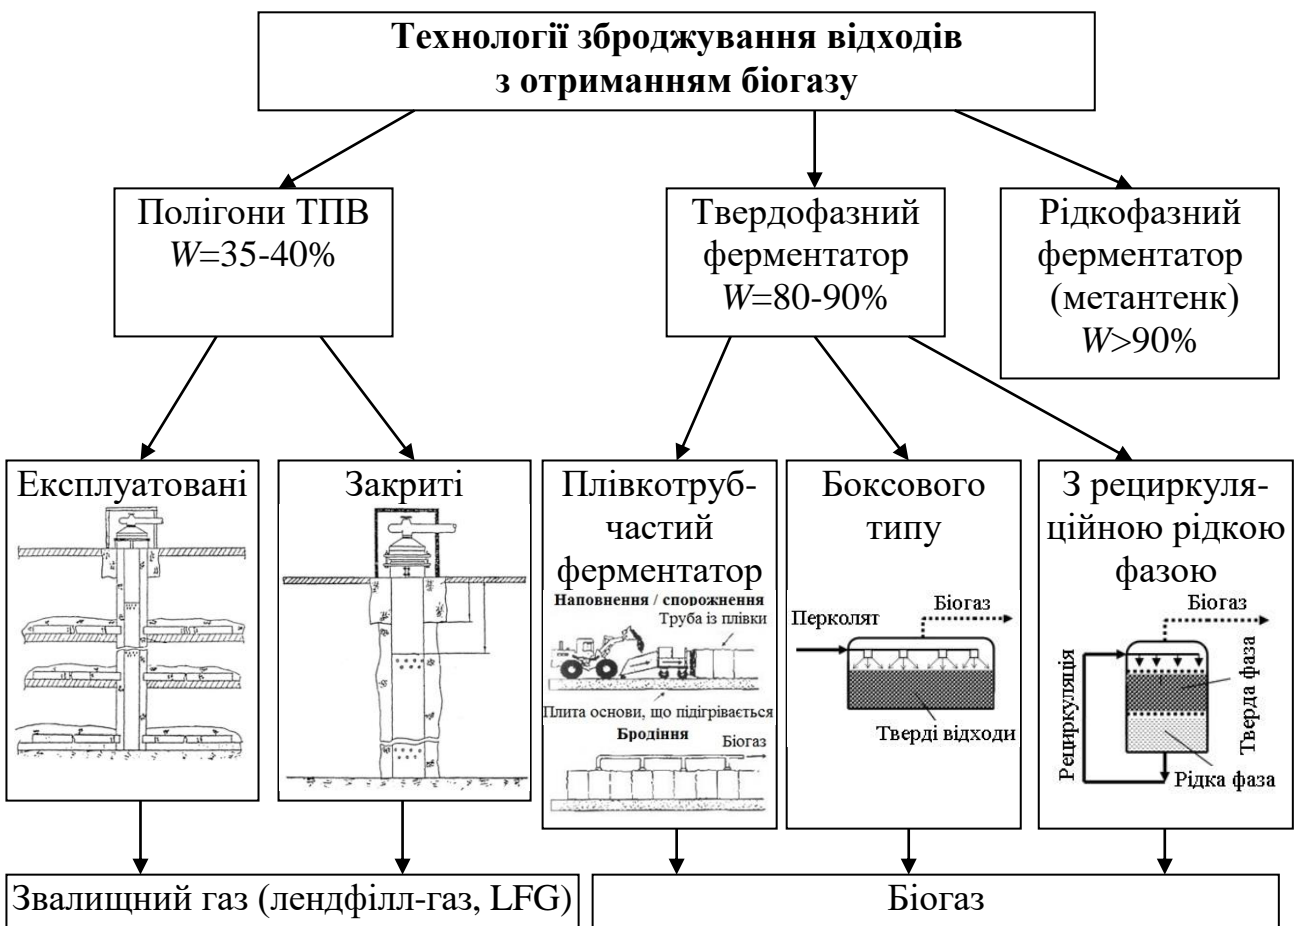 Технології зброджування відходів
з отриманням біогазу
Полігони ТПВ
W=35-40%
Твердофазний
ферментатор
W=80-90%
Рідкофазний
ферментатор
(метантенк)
W>90%
Експлуатовані
Закриті
Плівкотруб-
частий
ферментатор
Наповнення / спорожнення
Труба із плівки
Плита основи, що підігрівається
Бродіння
Біогаз
Боксового
типу
Біогаз
Перколят
Тверді відходи
З рециркуля-
ційною рідкою
фазою
Біогаз
Рециркуляція
Тверда фаза
Рідка фаза
Звалищний газ (лендфілл-газ, LFG)
Біогаз